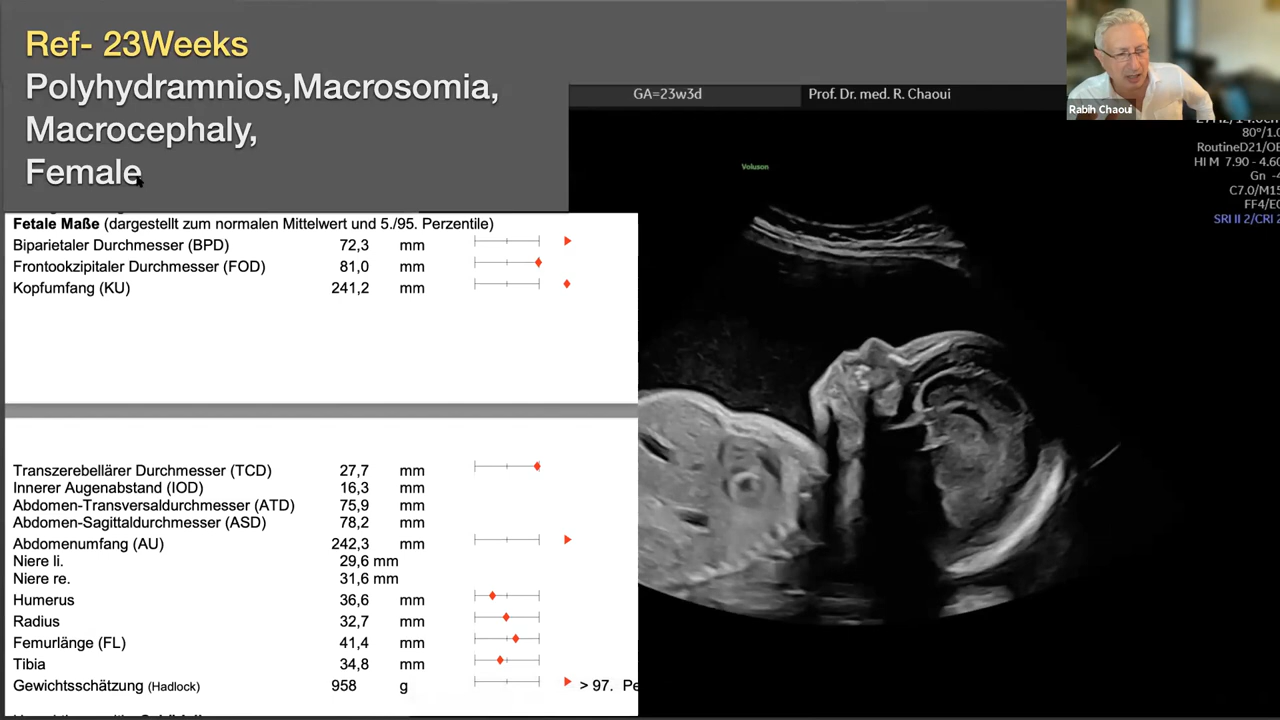 Ref- 23Weeks
Polyhydramnios,Macrosomia,
Macrocephaly,
Female
GA=23w3d
Prof. Dr. med. R. Chaoui
Rabih Chaoui
80°/1.0
RoutineD21/OB
HI M 7.90 - 4.60
Gn -4
C7.0/M15
FF4/E0
SRI II 2/CRI 2
Voluson
Fetale Maße (dargestellt zum normalen Mittelwert und 5./95. Perzentile)
Biparietaler Durchmesser (BPD) 72,3 mm
Frontookzipitaler Durchmesser (FOD) 81,0 mm
Kopfumfang (KU) 241,2 mm
Transzerebellärer Durchmesser (TCD) 27,7 mm
Innerer Augenabstand (IOD) 16,3 mm
Abdomen-Transversaldurchmesser (ATD) 75,9 mm
Abdomen-Sagittaldurchmesser (ASD) 78,2 mm
Abdomenumfang (AU) 242,3 mm
Niere li. 29,6 mm
Niere re. 31,6 mm
Humerus 36,6 mm
Radius 32,7 mm
Femurlänge (FL) 41,4 mm
Tibia 34,8 mm
Gewichtsschätzung (Hadlock) 958 g > 97. Pe